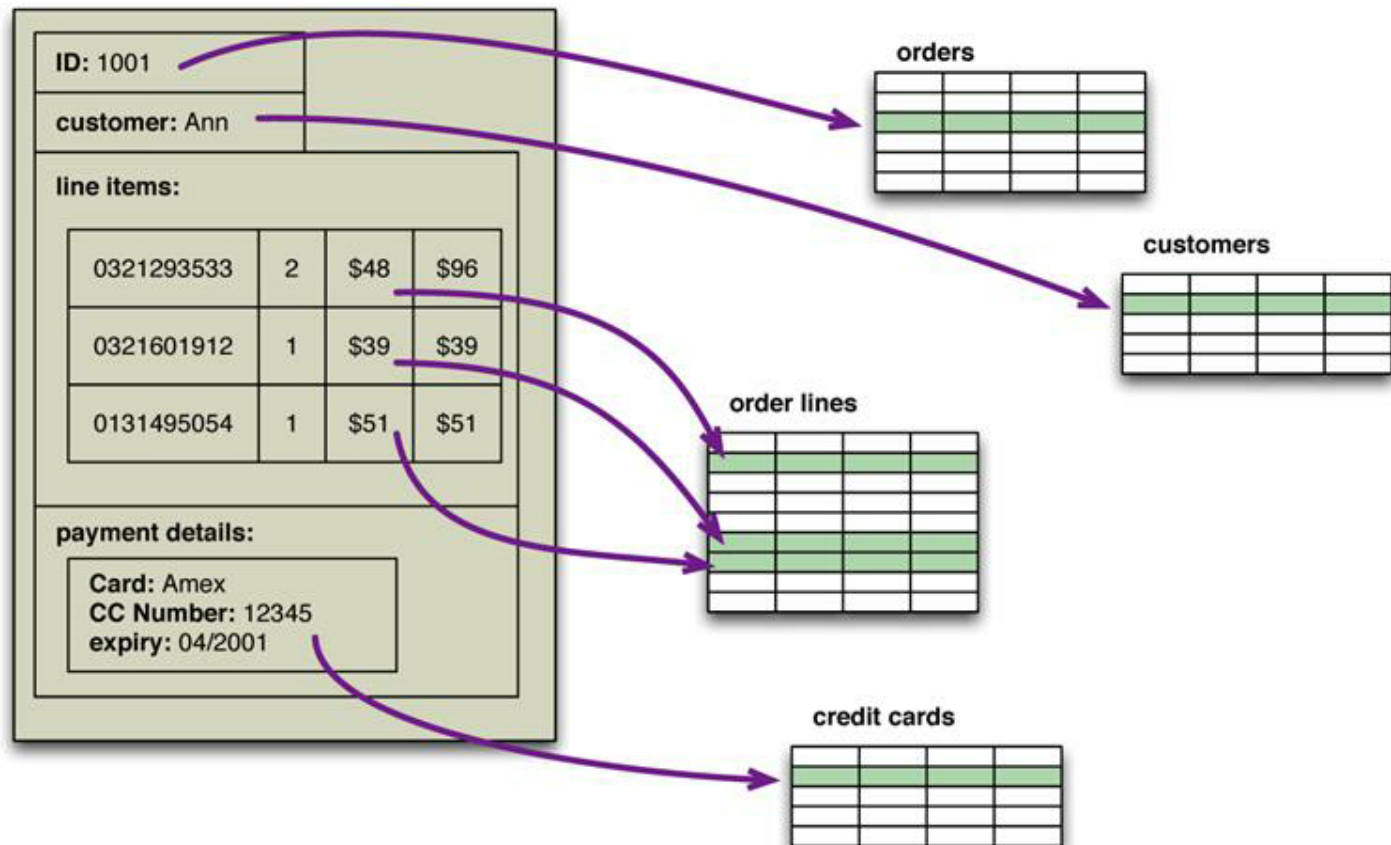 ID: 1001
customer: Ann
line items:
0321293533 2 $48 $96
0321601912 1 $39 $39
0131495054 1 $51 $51
payment details:
Card: Amex
CC Number: 12345
expiry: 04/2001
orders
customers
order lines
credit cards